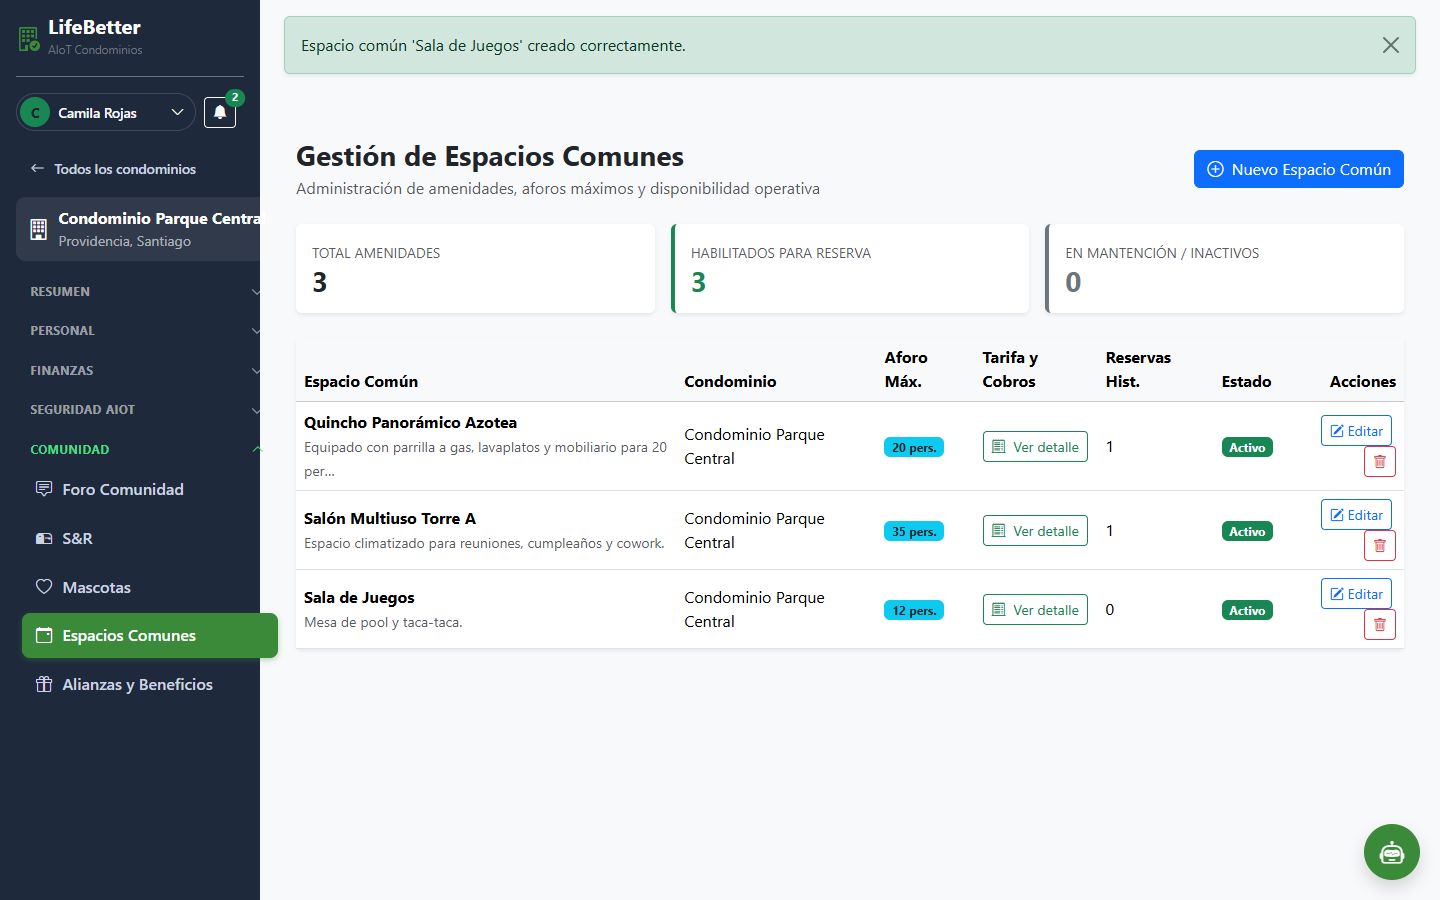 LifeBetter
AIoT Condominios
C
Camila Rojas
2
Todos los condominios
Condominio Parque Centra
Providencia, Santiago
RESUMEN
PERSONAL
FINANZAS
SEGURIDAD AIOT
COMUNIDAD
Foro Comunidad
S&R
Mascotas
Espacios Comunes
Alianzas y Beneficios
Espacio común 'Sala de Juegos' creado correctamente.
Gestión de Espacios Comunes
Administración de amenidades, aforos máximos y disponibilidad operativa
Nuevo Espacio Común
TOTAL AMENIDADES
3
HABILITADOS PARA RESERVA
3
EN MANTENCIÓN / INACTIVOS
0
Espacio Común
Condominio
Aforo
Máx.
Tarifa y
Cobros
Reservas
Hist.
Estado
Acciones
Quincho Panorámico Azotea
Equipado con parrilla a gas, lavaplatos y mobiliario para 20
per...
Condominio Parque
Central
20 pers.
Ver detalle
1
Activo
Editar
Salón Multiuso Torre A
Espacio climatizado para reuniones, cumpleaños y cowork.
Condominio Parque
Central
35 pers.
Ver detalle
1
Activo
Editar
Sala de Juegos
Mesa de pool y taca-taca.
Condominio Parque
Central
12 pers.
Ver detalle
0
Activo
Editar